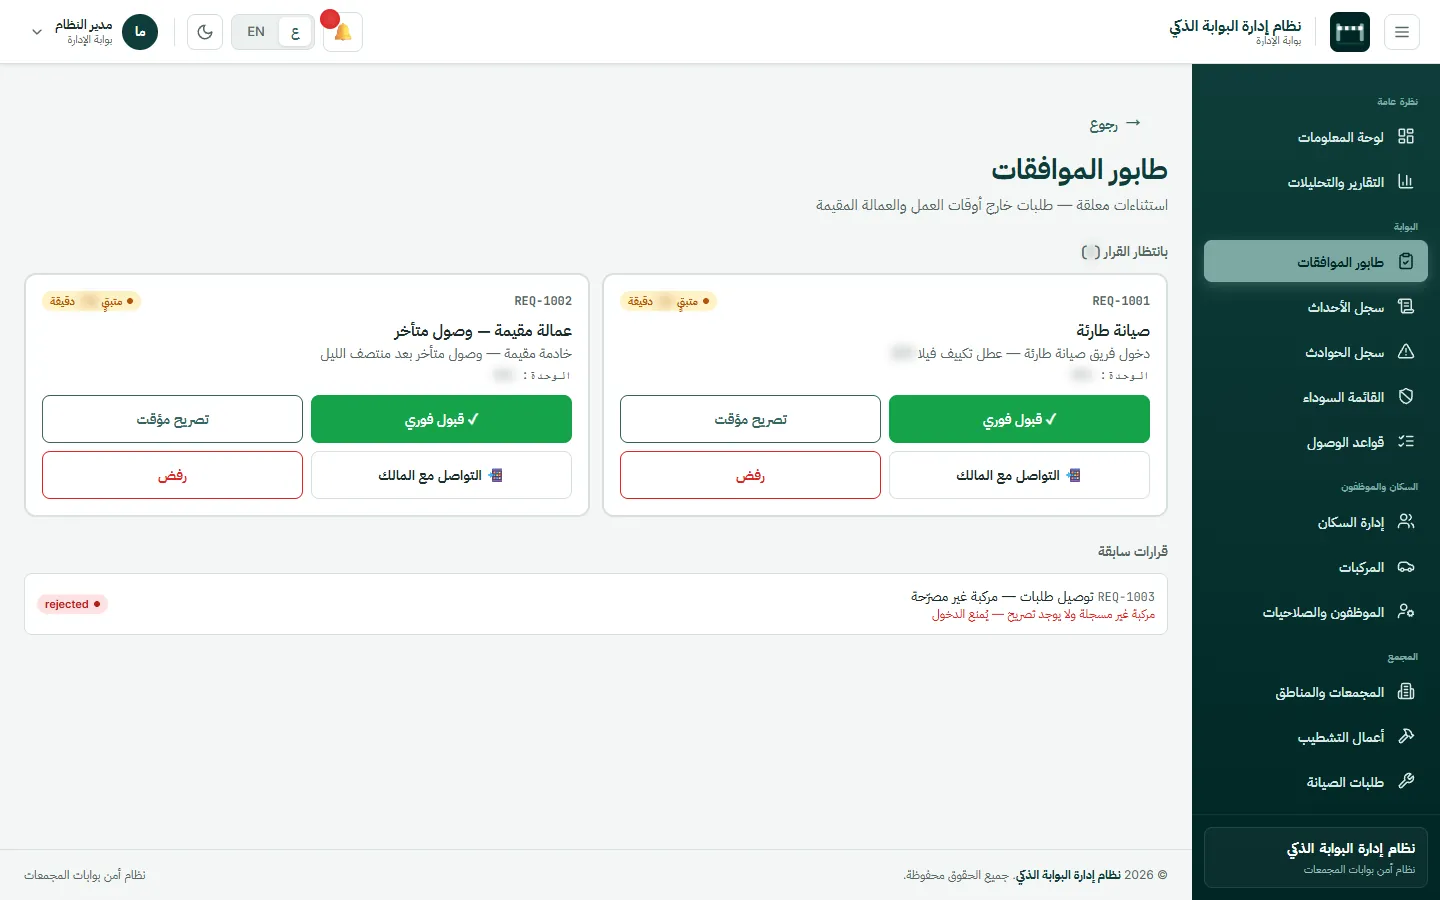 نظام إدارة البوابة الذكي
بوابة الإدارة
ع
EN
ما
مدير النظام
بوابة الإدارة
نظرة عامة
لوحة المعلومات
التقارير والتحليلات
البوابة
طابور الموافقات
سجل الأحداث
سجل الحوادث
القائمة السوداء
قواعد الوصول
السكان والموظفون
إدارة السكان
المركبات
الموظفون والصلاحيات
المجمع
المجمعات والمناطق
أعمال التشطيب
طلبات الصيانة
نظام إدارة البوابة الذكي
نظام أمن بوابات المجمعات
→ رجوع
طابور الموافقات
استثناءات معلقة — طلبات خارج أوقات العمل والعمالة المقيمة
بانتظار القرار ( )
REQ-1001
متبقٍ دقيقة
صيانة طارئة
دخول فريق صيانة طارئة — عطل تكييف فيلا
الوحدة:
✓ قبول فوري
تصريح مؤقت
التواصل مع المالك
رفض
REQ-1002
متبقٍ دقيقة
عمالة مقيمة — وصول متأخر
خادمة مقيمة — وصول متأخر بعد منتصف الليل
الوحدة:
✓ قبول فوري
تصريح مؤقت
التواصل مع المالك
رفض
قرارات سابقة
REQ-1003 توصيل طلبات — مركبة غير مصرّحة
مركبة غير مسجلة ولا يوجد تصريح — يُمنع الدخول
rejected
© 2026 نظام إدارة البوابة الذكي. جميع الحقوق محفوظة.
نظام أمن بوابات المجمعات